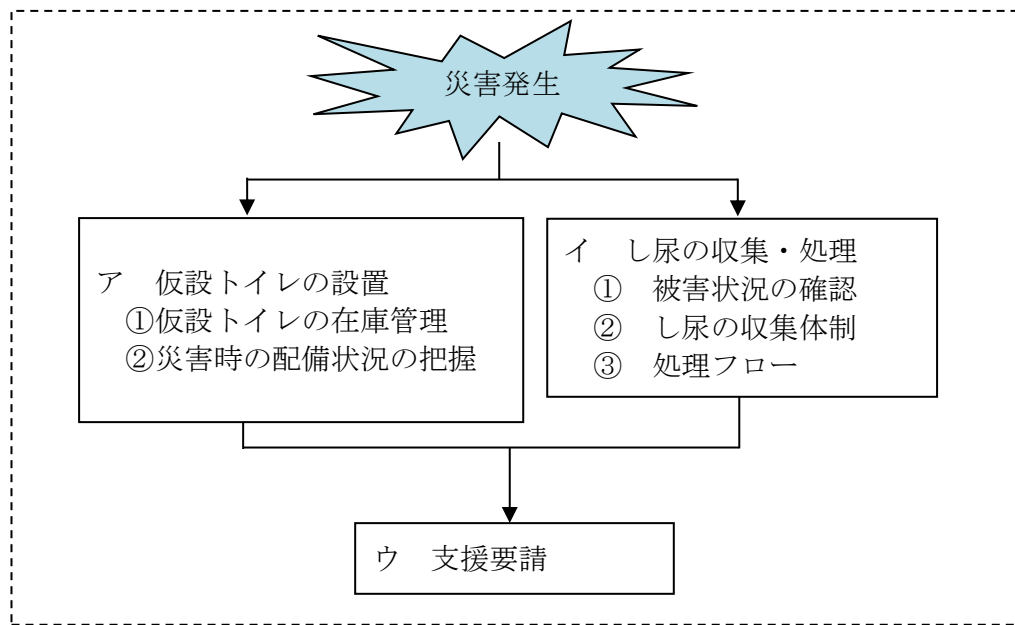 災害発生
ア　仮設トイレの設置
①仮設トイレの在庫管理
②災害時の配備状況の把握
イ　し尿の収集・処理
①　被害状況の確認
②　し尿の収集体制
③　処理フロー
ウ　支援要請